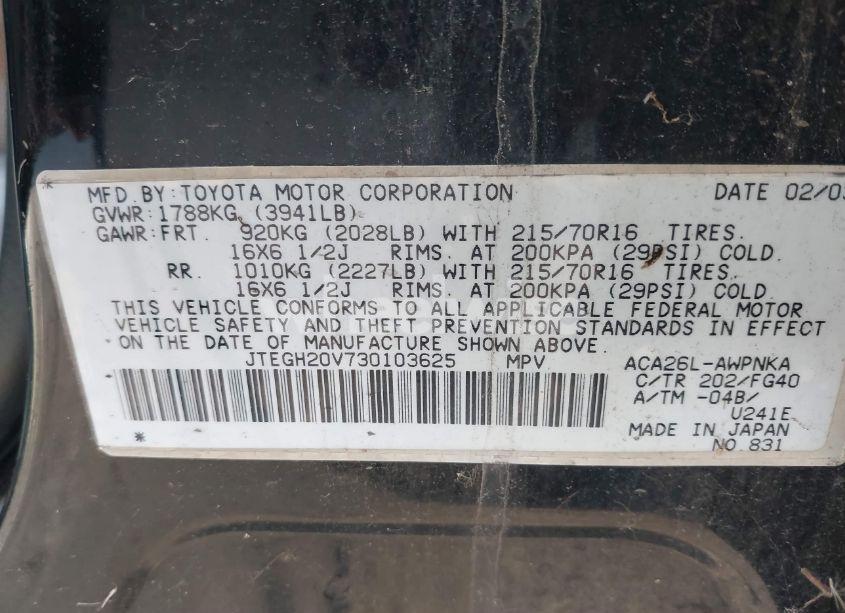 MFD.BY:TOYOTA MOTOR CORPORATION DATE 02/03
GVWR:1788KG (3941LB)
GAWR:FRT. 920KG (2028LB) WITH 215/70R16 TIRES.
16X6 1/2J RIMS. AT 200KPA (29PSI) COLD.
RR. 1010KG (2227LB) WITH 215/70R16 TIRES.
16X6 1/2J RIMS. AT 200KPA (29PSI) COLD.
THIS VEHICLE CONFORMS TO ALL APPLICABLE FEDERAL MOTOR
VEHICLE SAFETY AND THEFT PREVENTION STANDARDS IN EFFECT
ON THE DATE OF MANUFACTURE SHOWN ABOVE.
JTEGH20V730103625 MPV ACA26L-AWPNKA
C/TR 202/FG40
A/TM -04B/
U241E
* * MADE IN JAPAN
NO.831